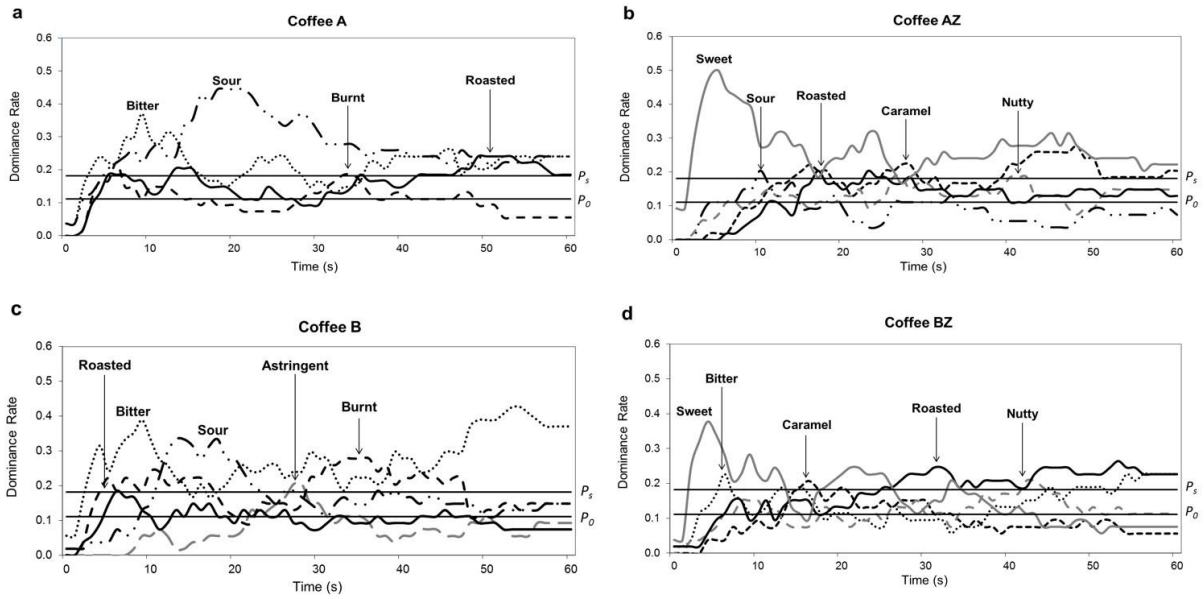 a
Coffee A
0.6
0.5
0.4
0.3
0.2
0.1
0.0
Dominance Rate
Bitter
Sour
Burnt
Roasted
Ps
P0
0 10 20 30 40 50 60
Time (s)
b
Coffee AZ
0.6
0.5
0.4
0.3
0.2
0.1
0.0
Dominance Rate
Sweet
Sour
Roasted
Caramel
Nutty
Ps
P0
0 10 20 30 40 50 60
Time (s)
c
Coffee B
0.6
0.5
0.4
0.3
0.2
0.1
0.0
Dominance Rate
Roasted
Bitter
Sour
Astringent
Burnt
Ps
P0
0 10 20 30 40 50 60
Time (s)
d
Coffee BZ
0.6
0.5
0.4
0.3
0.2
0.1
0.0
Dominance Rate
Sweet
Bitter
Caramel
Roasted
Nutty
Ps
P0
0 10 20 30 40 50 60
Time (s)